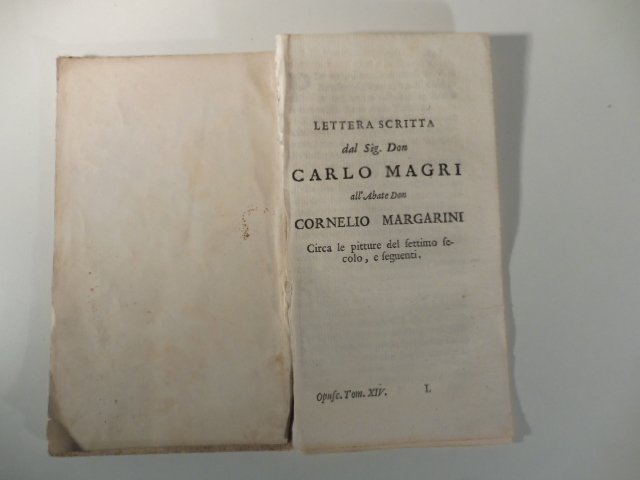 LETTERA SCRITTA
dal Sig. Don
CARLO MAGRI
all'Abate Don
CORNELIO MARGARINI
Circa le pitture del ſettimo ſe-
colo, e ſeguenti.
Opuſc. Tom. XIV. I.